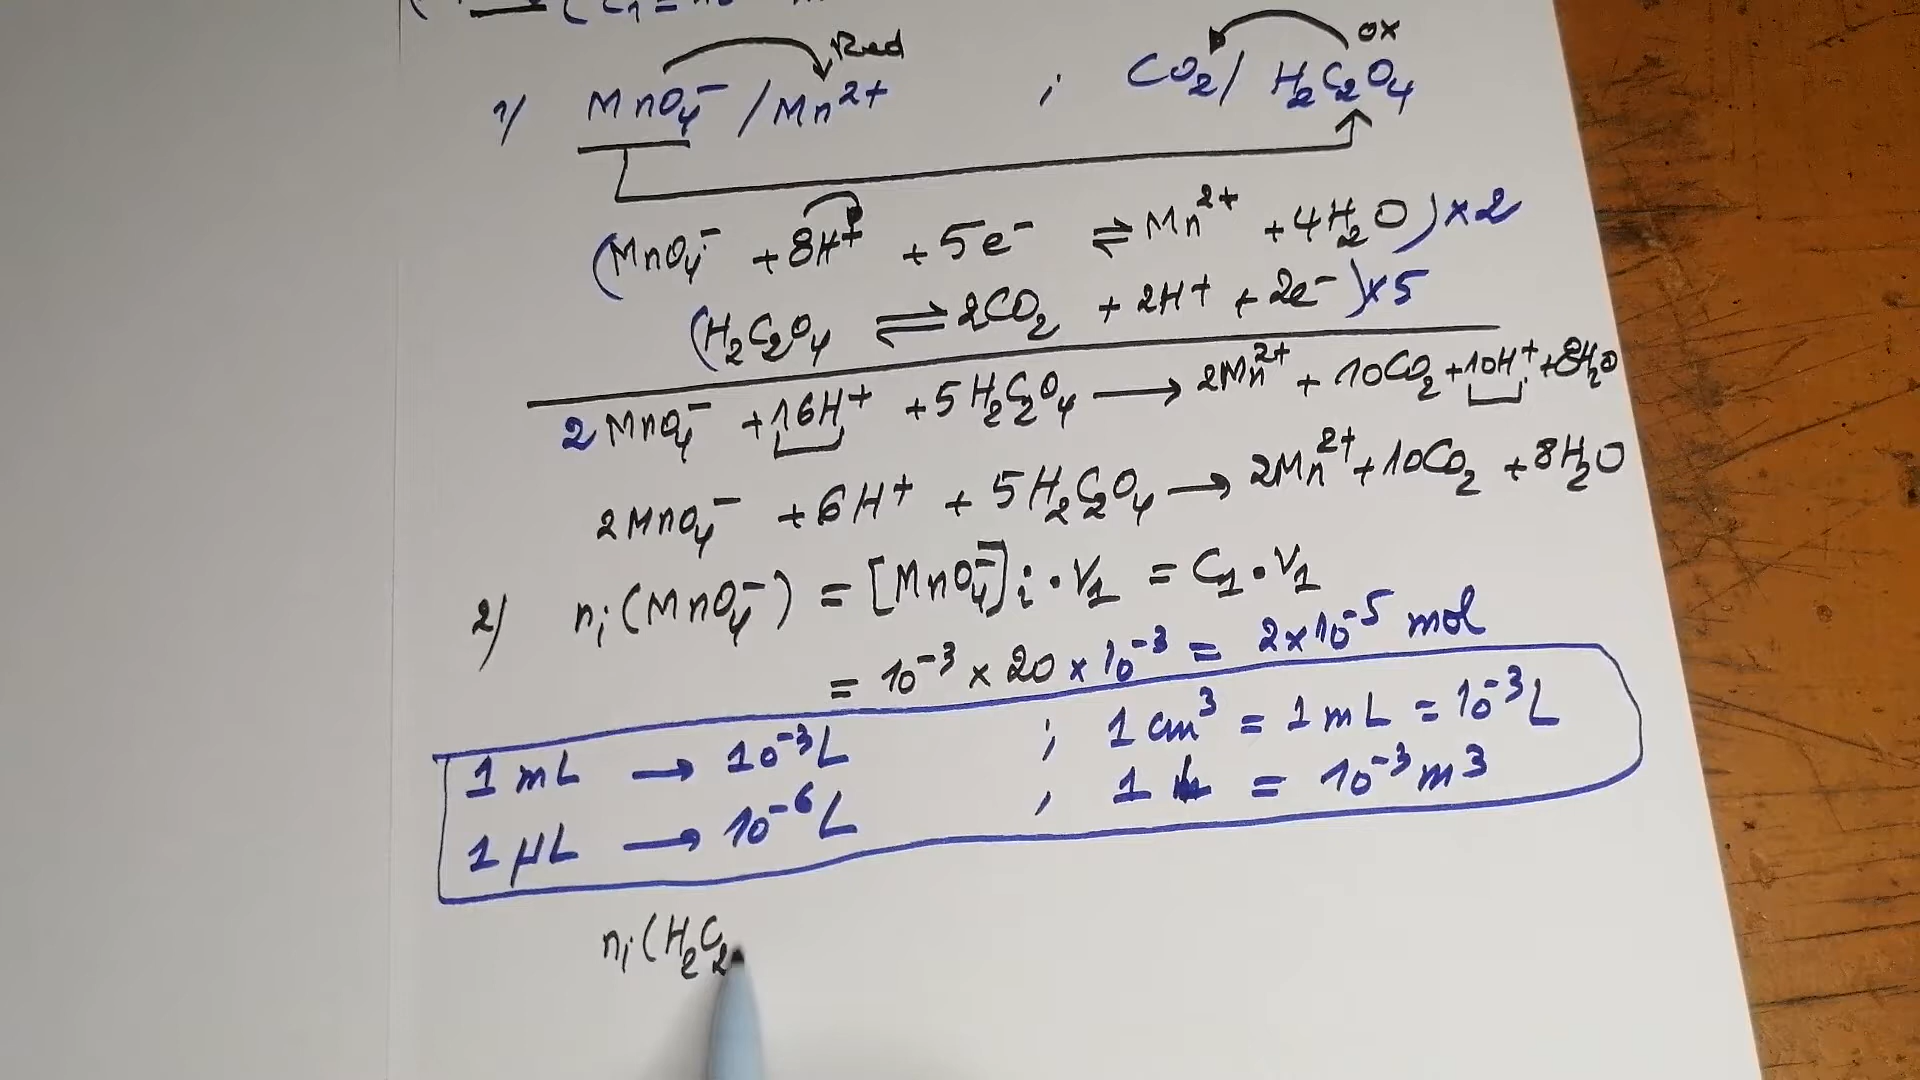 Red ox
1) MnO₄⁻ / Mn²⁺ ; CO₂ / H₂C₂O₄
(MnO₄⁻ + 8H⁺ + 5e⁻ ⇌ Mn²⁺ + 4H₂O) × 2
(H₂C₂O₄ ⇌ 2CO₂ + 2H⁺ + 2e⁻) × 5
2MnO₄⁻ + 16H⁺ + 5H₂C₂O₄ → 2Mn²⁺ + 10CO₂ + 10H⁺ + 8H₂O
2MnO₄⁻ + 6H⁺ + 5H₂C₂O₄ → 2Mn²⁺ + 10CO₂ + 8H₂O
2) nᵢ(MnO₄⁻) = [MnO₄⁻]ᵢ · V₁ = C₁ · V₁
= 10⁻³ × 20 × 10⁻³ = 2×10⁻⁵ mol
1 mL → 10⁻³L ; 1 cm³ = 1 mL = 10⁻³L
1 μL → 10⁻⁶L ; 1 L = 10⁻³ m³
nᵢ(H₂C₂